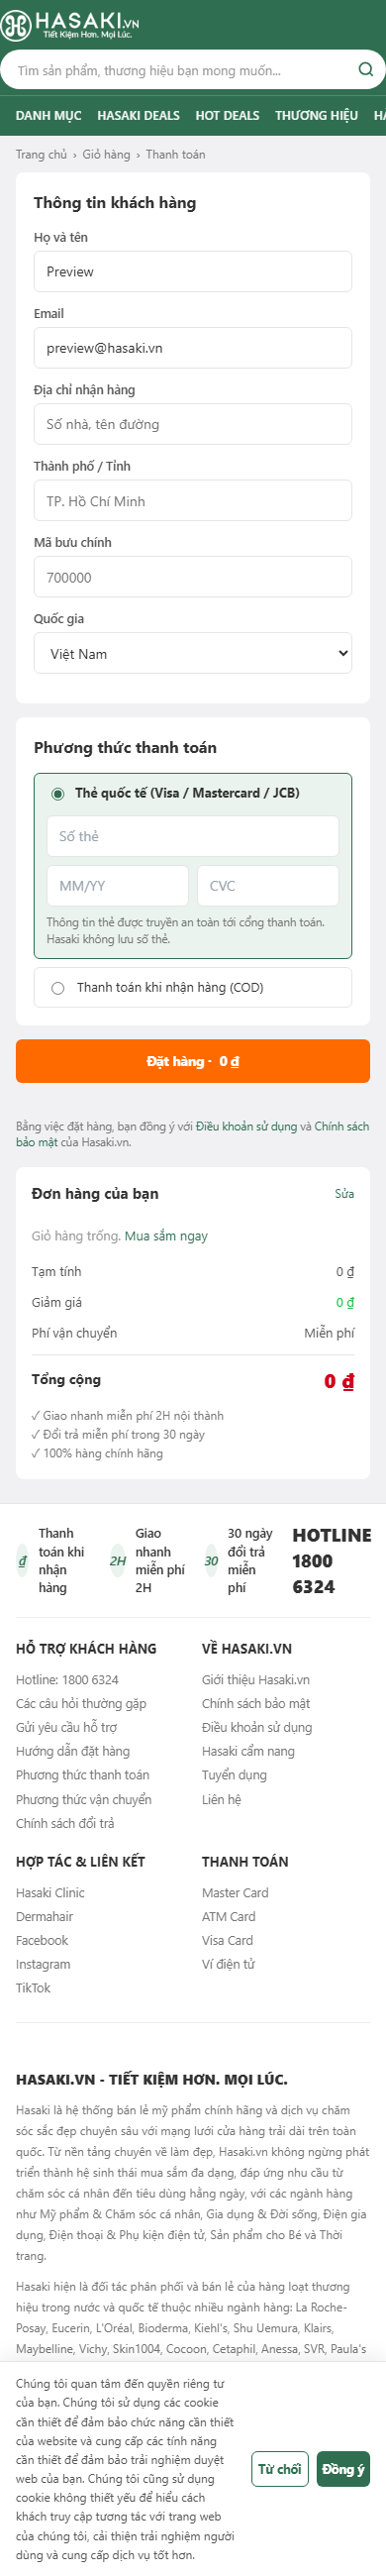 HASAKI.VN
Tiết Kiệm Hơn. Mọi Lúc.
Tìm sản phẩm, thương hiệu bạn mong muốn...
DANH MỤC HASAKI DEALS HOT DEALS THƯƠNG HIỆU HA
Trang chủ › Giỏ hàng › Thanh toán
Thông tin khách hàng
Họ và tên
Preview
Email
preview@hasaki.vn
Địa chỉ nhận hàng
Số nhà, tên đường
Thành phố / Tỉnh
TP. Hồ Chí Minh
Mã bưu chính
700000
Quốc gia
Việt Nam
Phương thức thanh toán
Thẻ quốc tế (Visa / Mastercard / JCB)
Số thẻ
MM/YY CVC
Thông tin thẻ được truyền an toàn tới cổng thanh toán.
Hasaki không lưu số thẻ.
Thanh toán khi nhận hàng (COD)
Đặt hàng · 0 ₫
Bằng việc đặt hàng, bạn đồng ý với Điều khoản sử dụng và Chính sách
bảo mật của Hasaki.vn.
Đơn hàng của bạn Sửa
Giỏ hàng trống. Mua sắm ngay
Tạm tính 0 ₫
Giảm giá 0 ₫
Phí vận chuyển Miễn phí
Tổng cộng 0 ₫
✓ Giao nhanh miễn phí 2H nội thành
✓ Đổi trả miễn phí trong 30 ngày
✓ 100% hàng chính hãng
₫
Thanh
toán khi
nhận
hàng
2H
Giao
nhanh
miễn phí
2H
30
30 ngày
đổi trả
miễn
phí
HOTLINE
1800
6324
HỖ TRỢ KHÁCH HÀNG
Hotline: 1800 6324
Các câu hỏi thường gặp
Gửi yêu cầu hỗ trợ
Hướng dẫn đặt hàng
Phương thức thanh toán
Phương thức vận chuyển
Chính sách đổi trả
VỀ HASAKI.VN
Giới thiệu Hasaki.vn
Chính sách bảo mật
Điều khoản sử dụng
Hasaki cẩm nang
Tuyển dụng
Liên hệ
HỢP TÁC & LIÊN KẾT
Hasaki Clinic
Dermahair
Facebook
Instagram
TikTok
THANH TOÁN
Master Card
ATM Card
Visa Card
Ví điện tử
HASAKI.VN - TIẾT KIỆM HƠN. MỌI LÚC.
Hasaki là hệ thống bán lẻ mỹ phẩm chính hãng và dịch vụ chăm
sóc sắc đẹp chuyên sâu với mạng lưới cửa hàng trải dài trên toàn
quốc. Từ nền tảng chuyên về làm đẹp, Hasaki.vn không ngừng phát
triển thành hệ sinh thái mua sắm đa dạng, đáp ứng nhu cầu từ
chăm sóc cá nhân đến tiêu dùng hằng ngày, với các ngành hàng
như Mỹ phẩm & Chăm sóc cá nhân, Gia dụng & Đời sống, Điện gia
dụng, Điện thoại & Phụ kiện điện tử, Sản phẩm cho Bé và Thời
trang.
Hasaki hiện là đối tác phân phối và bán lẻ của hàng loạt thương
hiệu trong nước và quốc tế thuộc nhiều ngành hàng: La Roche-
Posay, Eucerin, L'Oréal, Bioderma, Kiehl's, Shu Uemura, Klairs,
Maybelline, Vichy, Skin1004, Cocoon, Cetaphil, Anessa, SVR, Paula's
Chúng tôi quan tâm đến quyền riêng tư
của bạn. Chúng tôi sử dụng các cookie
cần thiết để đảm bảo chức năng cần thiết
của website và cung cấp các tính năng
cần thiết để đảm bảo trải nghiệm duyệt
web của bạn. Chúng tôi cũng sử dụng
cookie không thiết yếu để hiểu cách
khách truy cập tương tác với trang web
của chúng tôi, cải thiện trải nghiệm người
dùng và cung cấp dịch vụ tốt hơn.
Từ chối Đồng ý